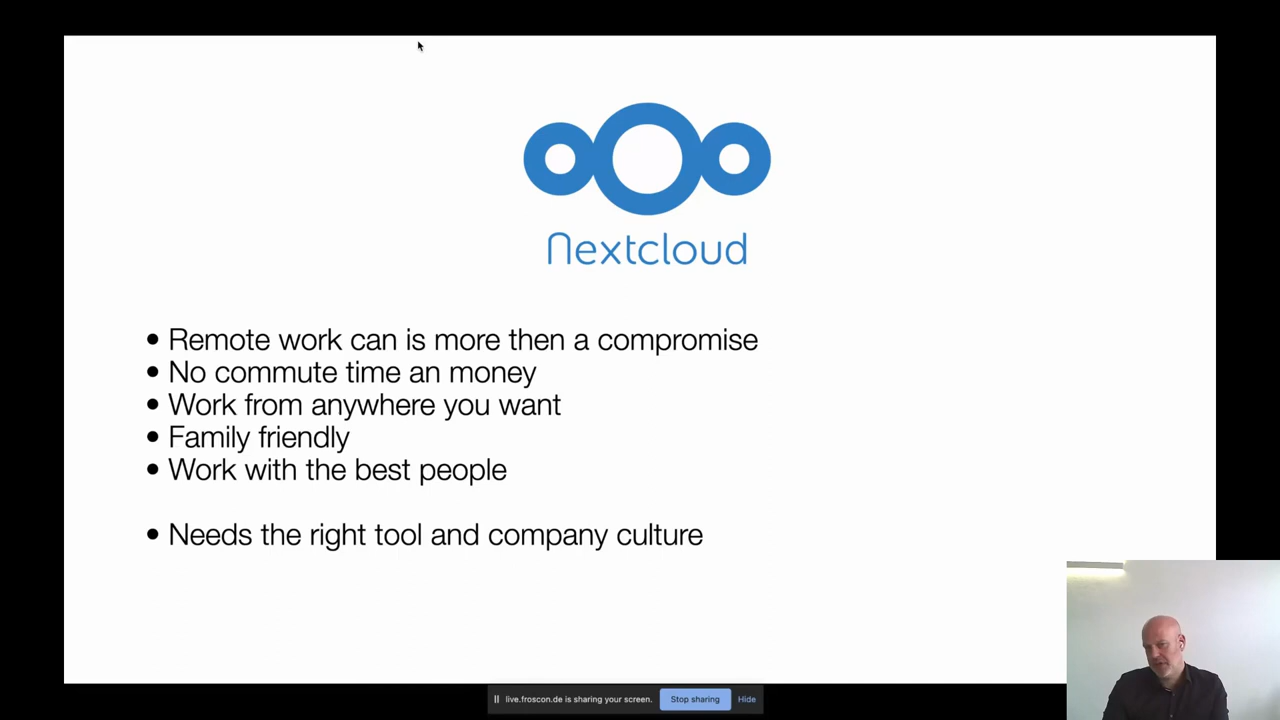 Nextcloud
• Remote work can is more then a compromise
• No commute time an money
• Work from anywhere you want
• Family friendly
• Work with the best people
• Needs the right tool and company culture
live.froscon.de is sharing your screen.
Stop sharing
Hide